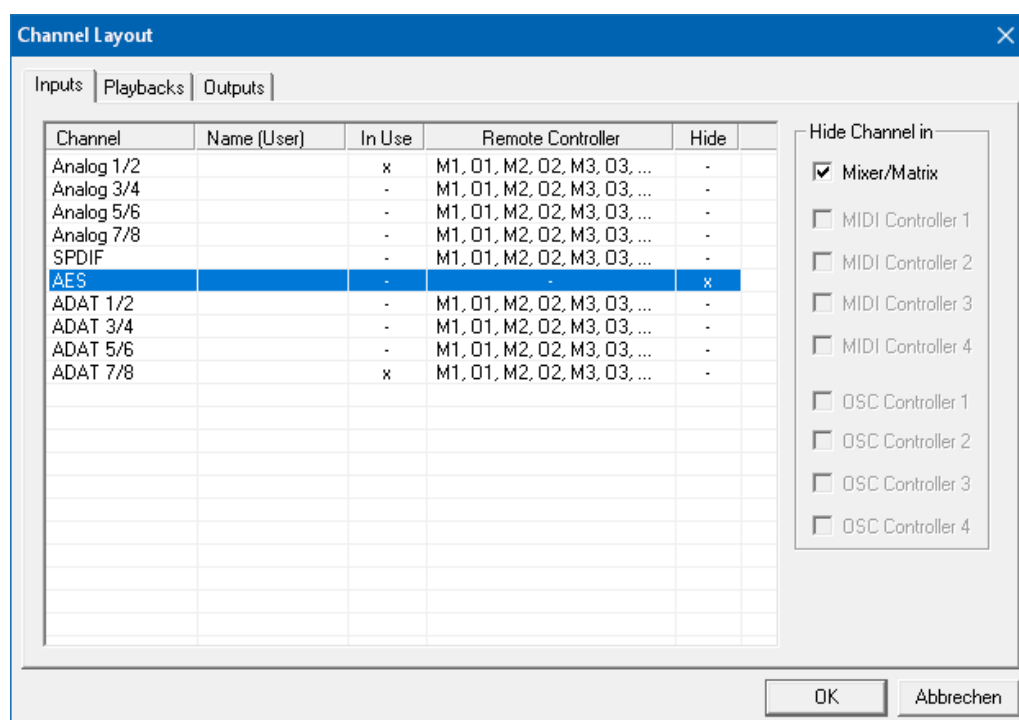 Channel Layout
Inputs Playbacks Outputs
Channel Name (User) In Use Remote Controller Hide
Analog 1/2 x M1, O1, M2, O2, M3, O3, ... -
Analog 3/4 - M1, O1, M2, O2, M3, O3, ... -
Analog 5/6 - M1, O1, M2, O2, M3, O3, ... -
Analog 7/8 - M1, O1, M2, O2, M3, O3, ... -
SPDIF - M1, O1, M2, O2, M3, O3, ... -
AES - - x
ADAT 1/2 - M1, O1, M2, O2, M3, O3, ... -
ADAT 3/4 - M1, O1, M2, O2, M3, O3, ... -
ADAT 5/6 - M1, O1, M2, O2, M3, O3, ... -
ADAT 7/8 x M1, O1, M2, O2, M3, O3, ... -
Hide Channel in
Mixer/Matrix
MIDI Controller 1
MIDI Controller 2
MIDI Controller 3
MIDI Controller 4
OSC Controller 1
OSC Controller 2
OSC Controller 3
OSC Controller 4
OK Abbrechen